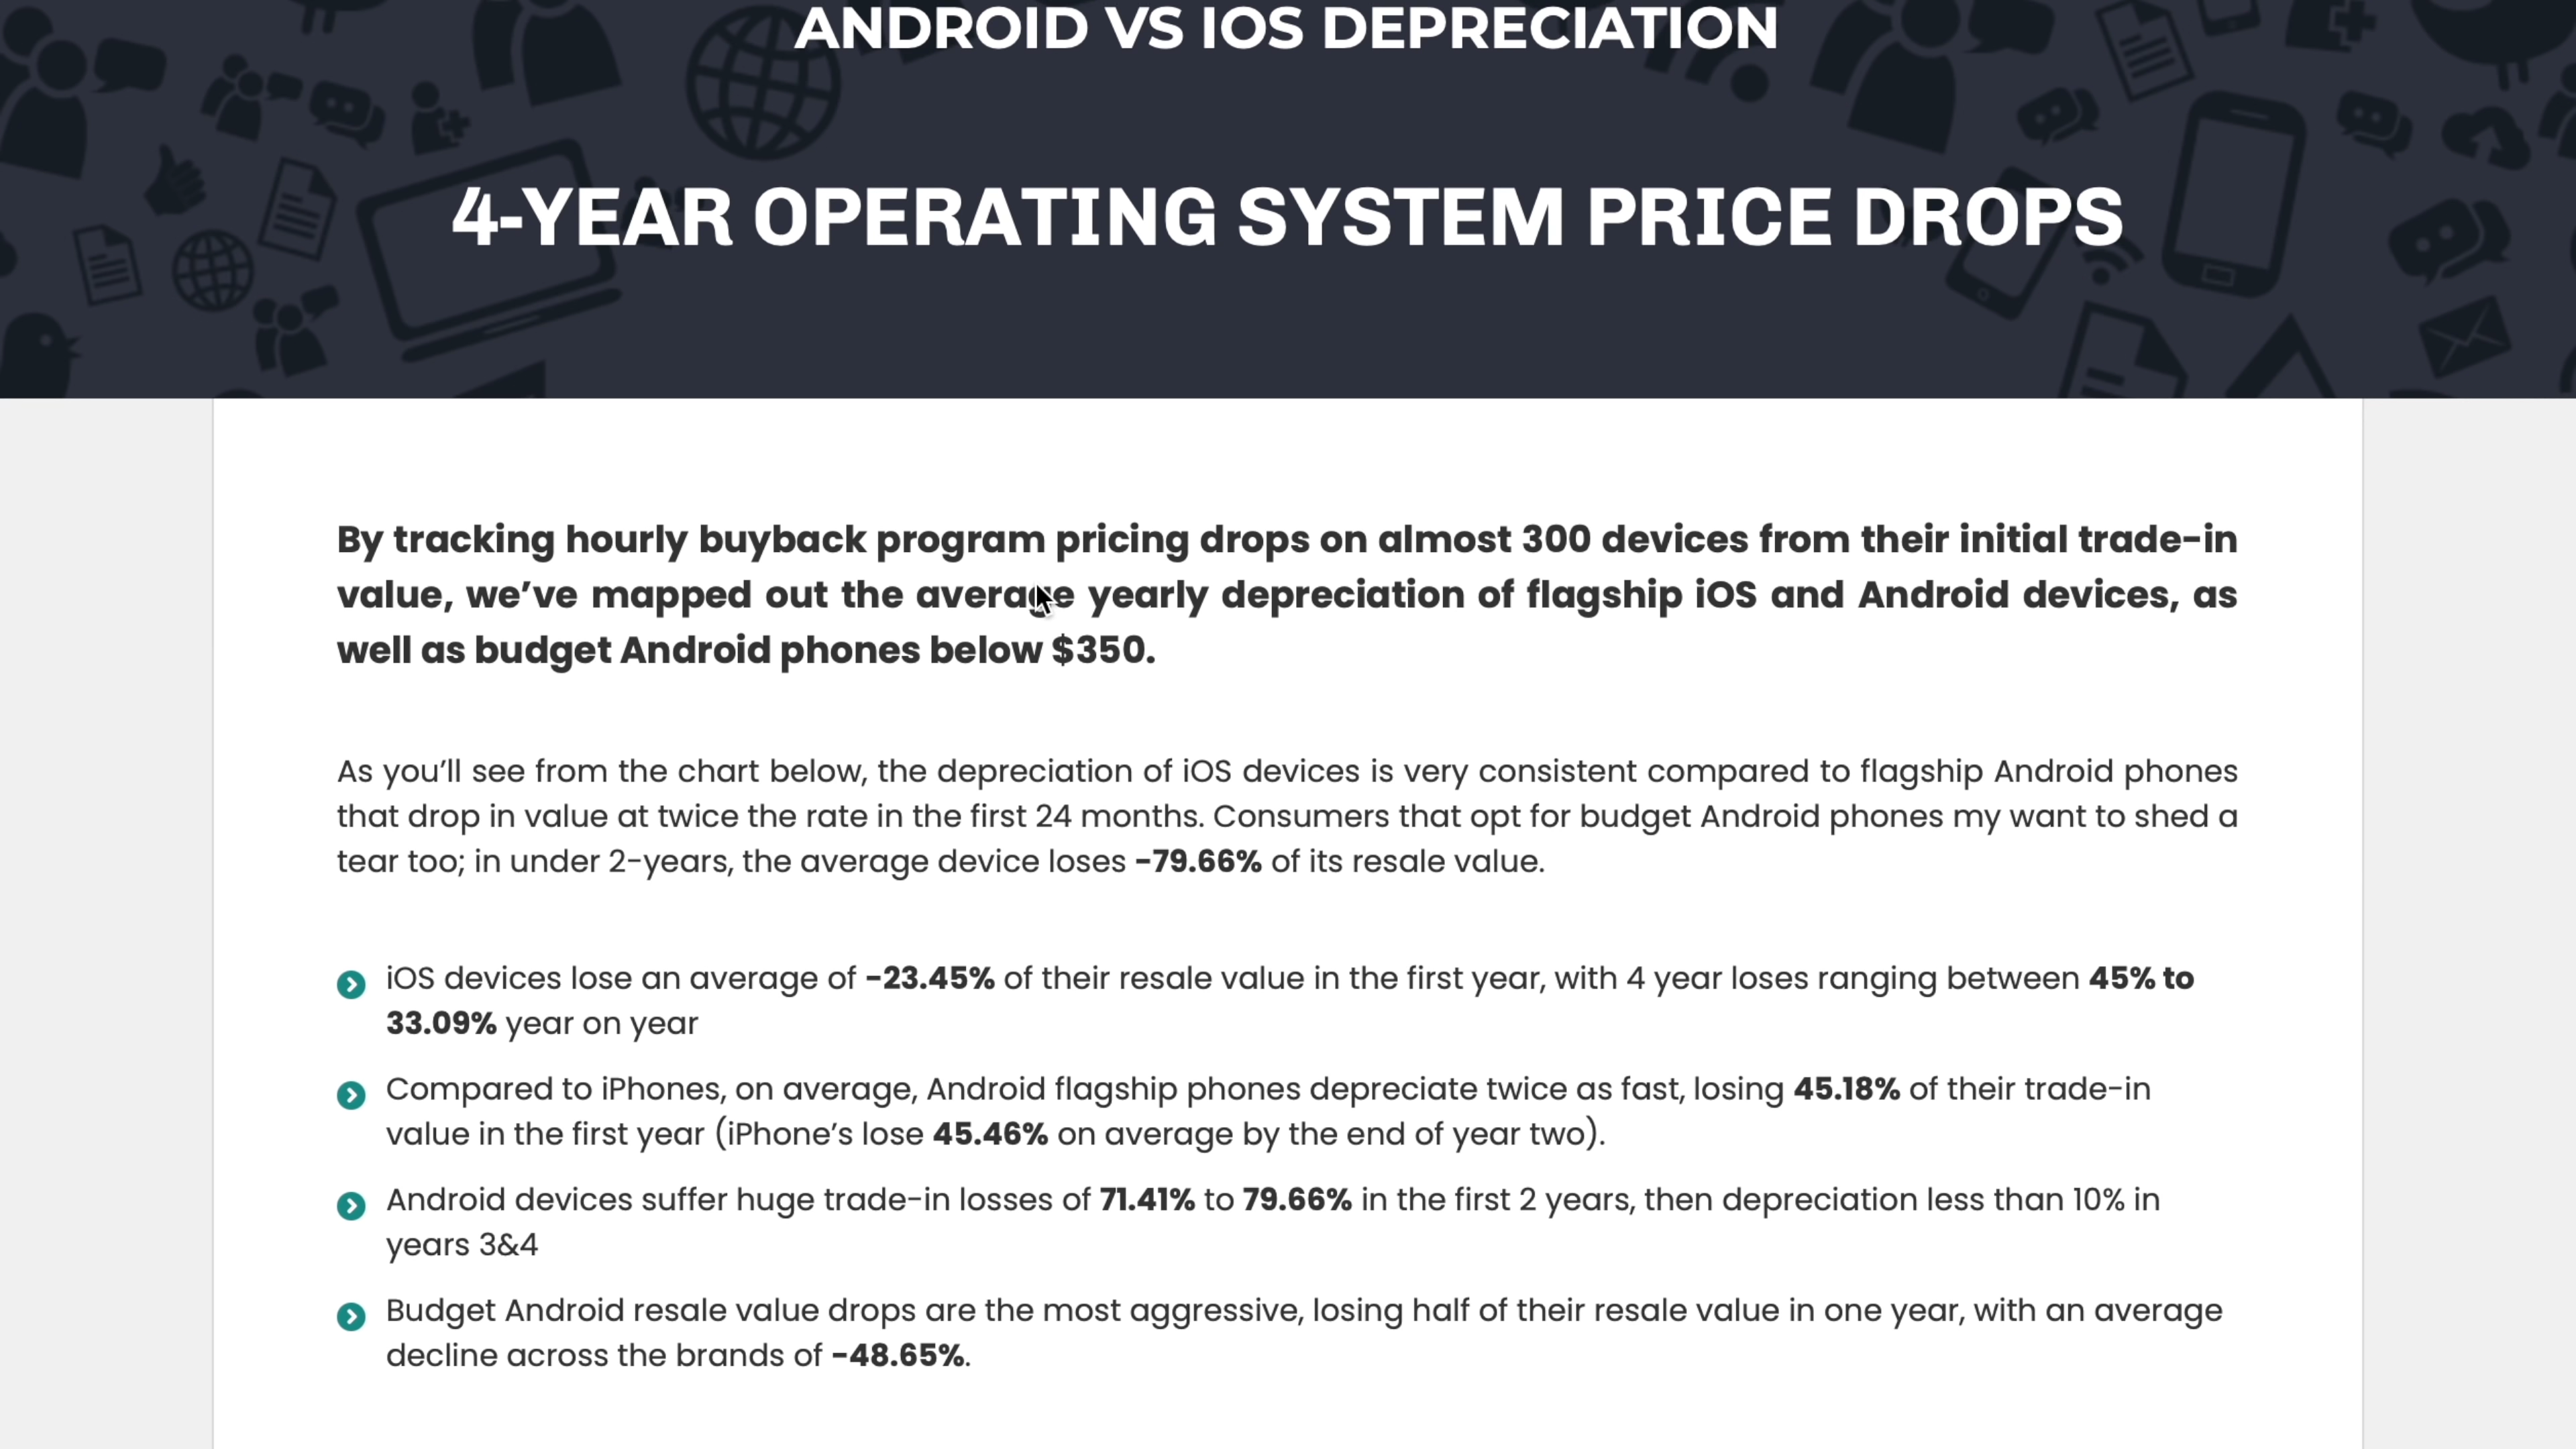 ANDROID VS IOS DEPRECIATION
4-YEAR OPERATING SYSTEM PRICE DROPS
By tracking hourly buyback program pricing drops on almost 300 devices from their initial trade-in
value, we’ve mapped out the average yearly depreciation of flagship iOS and Android devices, as
well as budget Android phones below $350.
As you’ll see from the chart below, the depreciation of iOS devices is very consistent compared to flagship Android phones
that drop in value at twice the rate in the first 24 months. Consumers that opt for budget Android phones my want to shed a
tear too; in under 2-years, the average device loses -79.66% of its resale value.
iOS devices lose an average of -23.45% of their resale value in the first year, with 4 year loses ranging between 45% to
33.09% year on year
Compared to iPhones, on average, Android flagship phones depreciate twice as fast, losing 45.18% of their trade-in
value in the first year (iPhone’s lose 45.46% on average by the end of year two).
Android devices suffer huge trade-in losses of 71.41% to 79.66% in the first 2 years, then depreciation less than 10% in
years 3&4
Budget Android resale value drops are the most aggressive, losing half of their resale value in one year, with an average
decline across the brands of -48.65%.